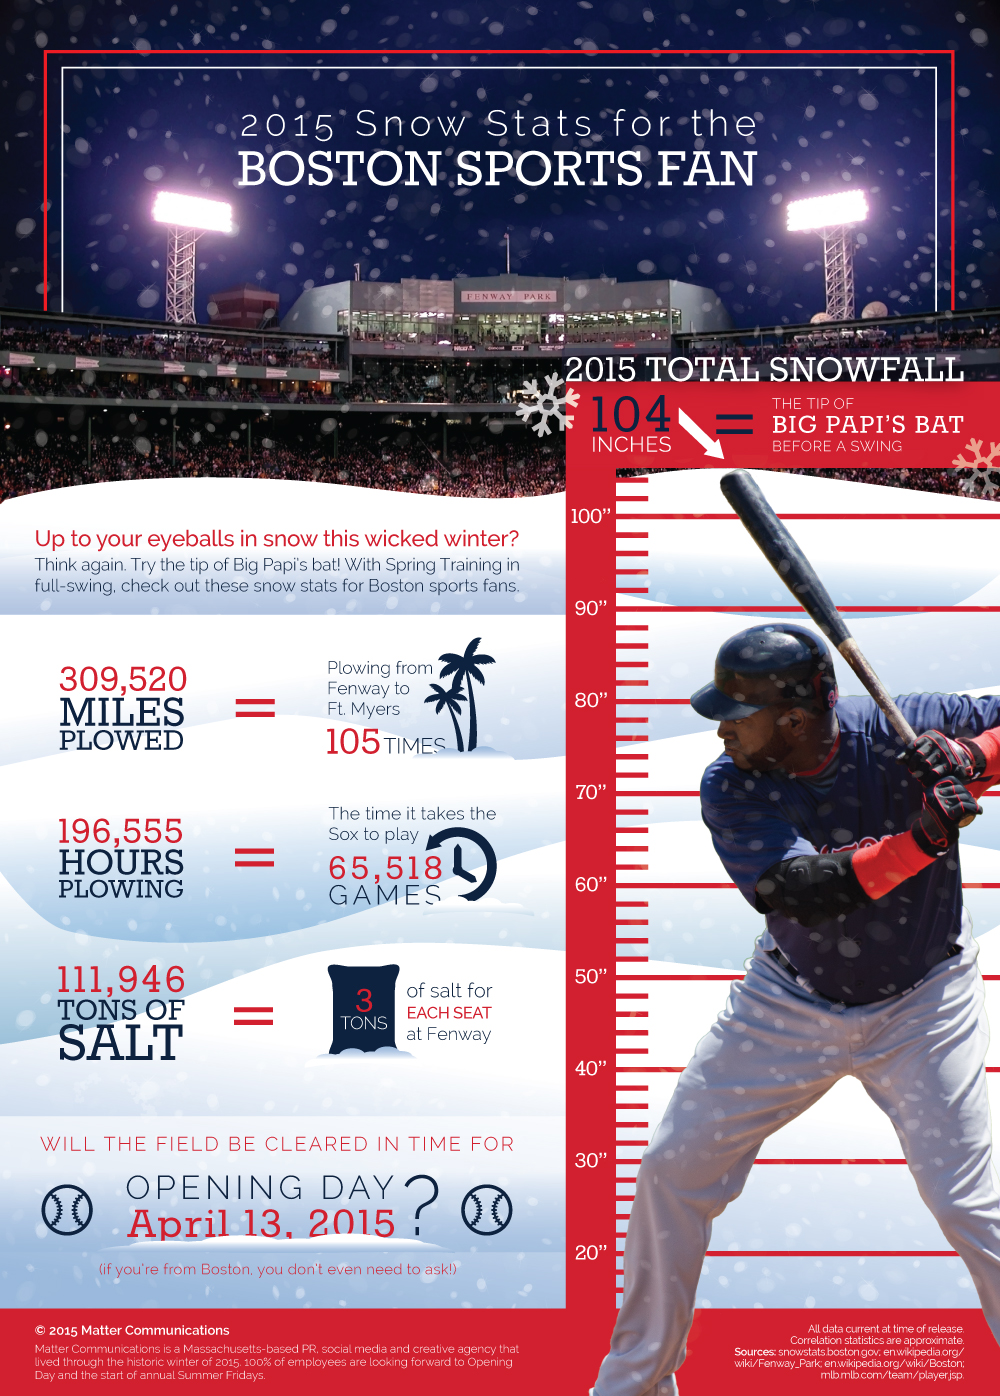 2015 Snow Stats for the
BOSTON SPORTS FAN
FENWAY PARK
2015 TOTAL SNOWFALL
104
INCHES
=
THE TIP OF
BIG PAPI'S BAT
BEFORE A SWING
Up to your eyeballs in snow this wicked winter?
Think again. Try the tip of Big Papi's bat! With Spring Training in
full-swing, check out these snow stats for Boston sports fans.
309,520
MILES
PLOWED
=
Plowing from
Fenway to
Ft. Myers
105 TIMES
196,555
HOURS
PLOWING
=
The time it takes the
Sox to play
65,518
GAMES
111,946
TONS OF
SALT
=
3
TONS
of salt for
EACH SEAT
at Fenway
WILL THE FIELD BE CLEARED IN TIME FOR
OPENING DAY
April 13, 2015 ?
(if you're from Boston, you don't even need to ask!)
100”
90”
80”
70”
60”
50”
40”
30”
20”
© 2015 Matter Communications
Matter Communications is a Massachusetts-based PR, social media and creative agency that
lived through the historic winter of 2015. 100% of employees are looking forward to Opening
Day and the start of annual Summer Fridays.
All data current at time of release.
Correlation statistics are approximate.
Sources: snowstats.boston.gov; en.wikipedia.org/
wiki/Fenway_Park; en.wikipedia.org/wiki/Boston;
mlb.mlb.com/team/player.jsp.